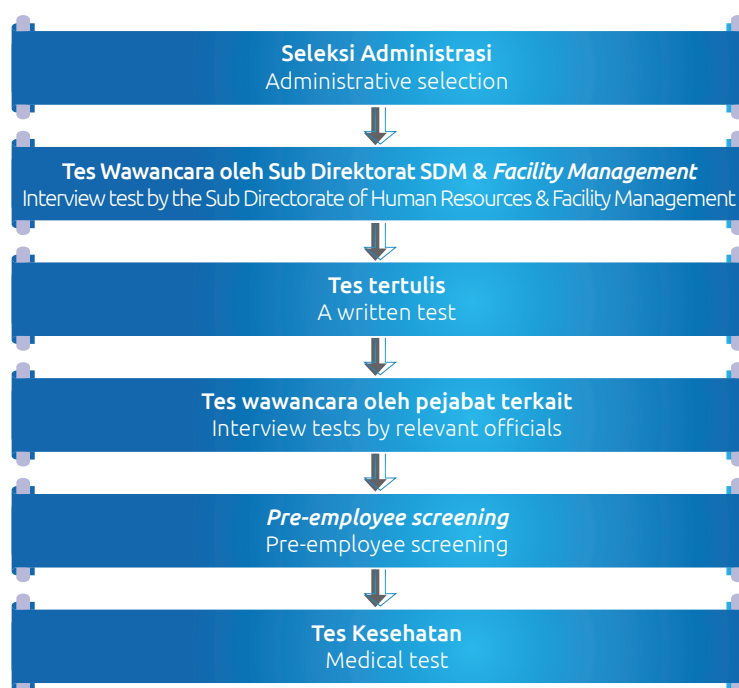 Seleksi Administrasi
Administrative selection
Tes Wawancara oleh Sub Direktorat SDM & Facility Management
Interview test by the Sub Directorate of Human Resources & Facility Management
Tes tertulis
A written test
Tes wawancara oleh pejabat terkait
Interview tests by relevant officials
Pre-employee screening
Pre-employee screening
Tes Kesehatan
Medical test